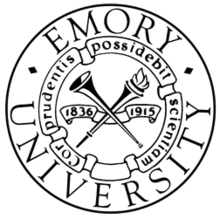 EMORY
UNIVERSITY
cor prudentis possidebit scientiam
1836 1915